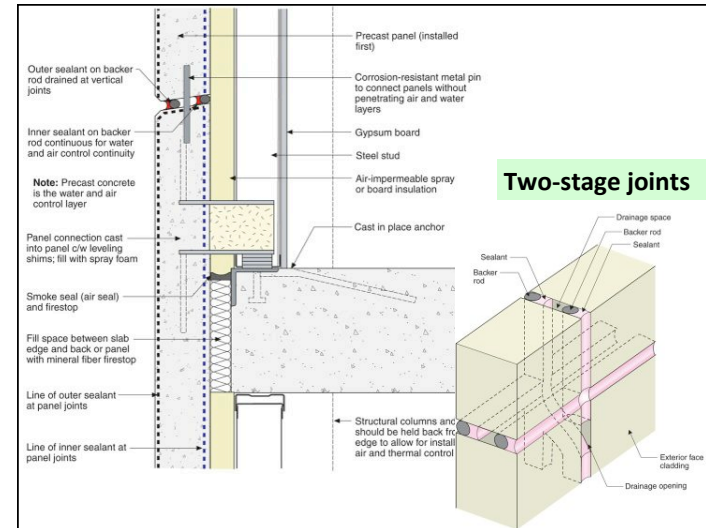 Precast panel (installed
first)
Outer sealant on backer
rod drained at vertical
joints
Corrosion-resistant metal pin
to connect panels without
penetrating air and water
layers
Inner sealant on backer
rod continuous for water
and air control continuity
Gypsum board
Steel stud
Note: Precast concrete
is the water and air
control layer
Air-impermeable spray
or board insulation
Two-stage joints
Panel connection cast
into panel c/w leveling
shims; fill with spray foam
Cast in place anchor
Drainage space
Backer rod
Sealant
Sealant
Backer
rod
Smoke seal (air seal)
and firestop
Fill space between slab
edge and back or panel
with mineral fiber firestop
Line of outer sealant
at panel joints
Structural columns and
should be held back from
edge to allow for install
air and thermal control
Line of inner sealant at
panel joints
Exterior face
cladding
Drainage opening